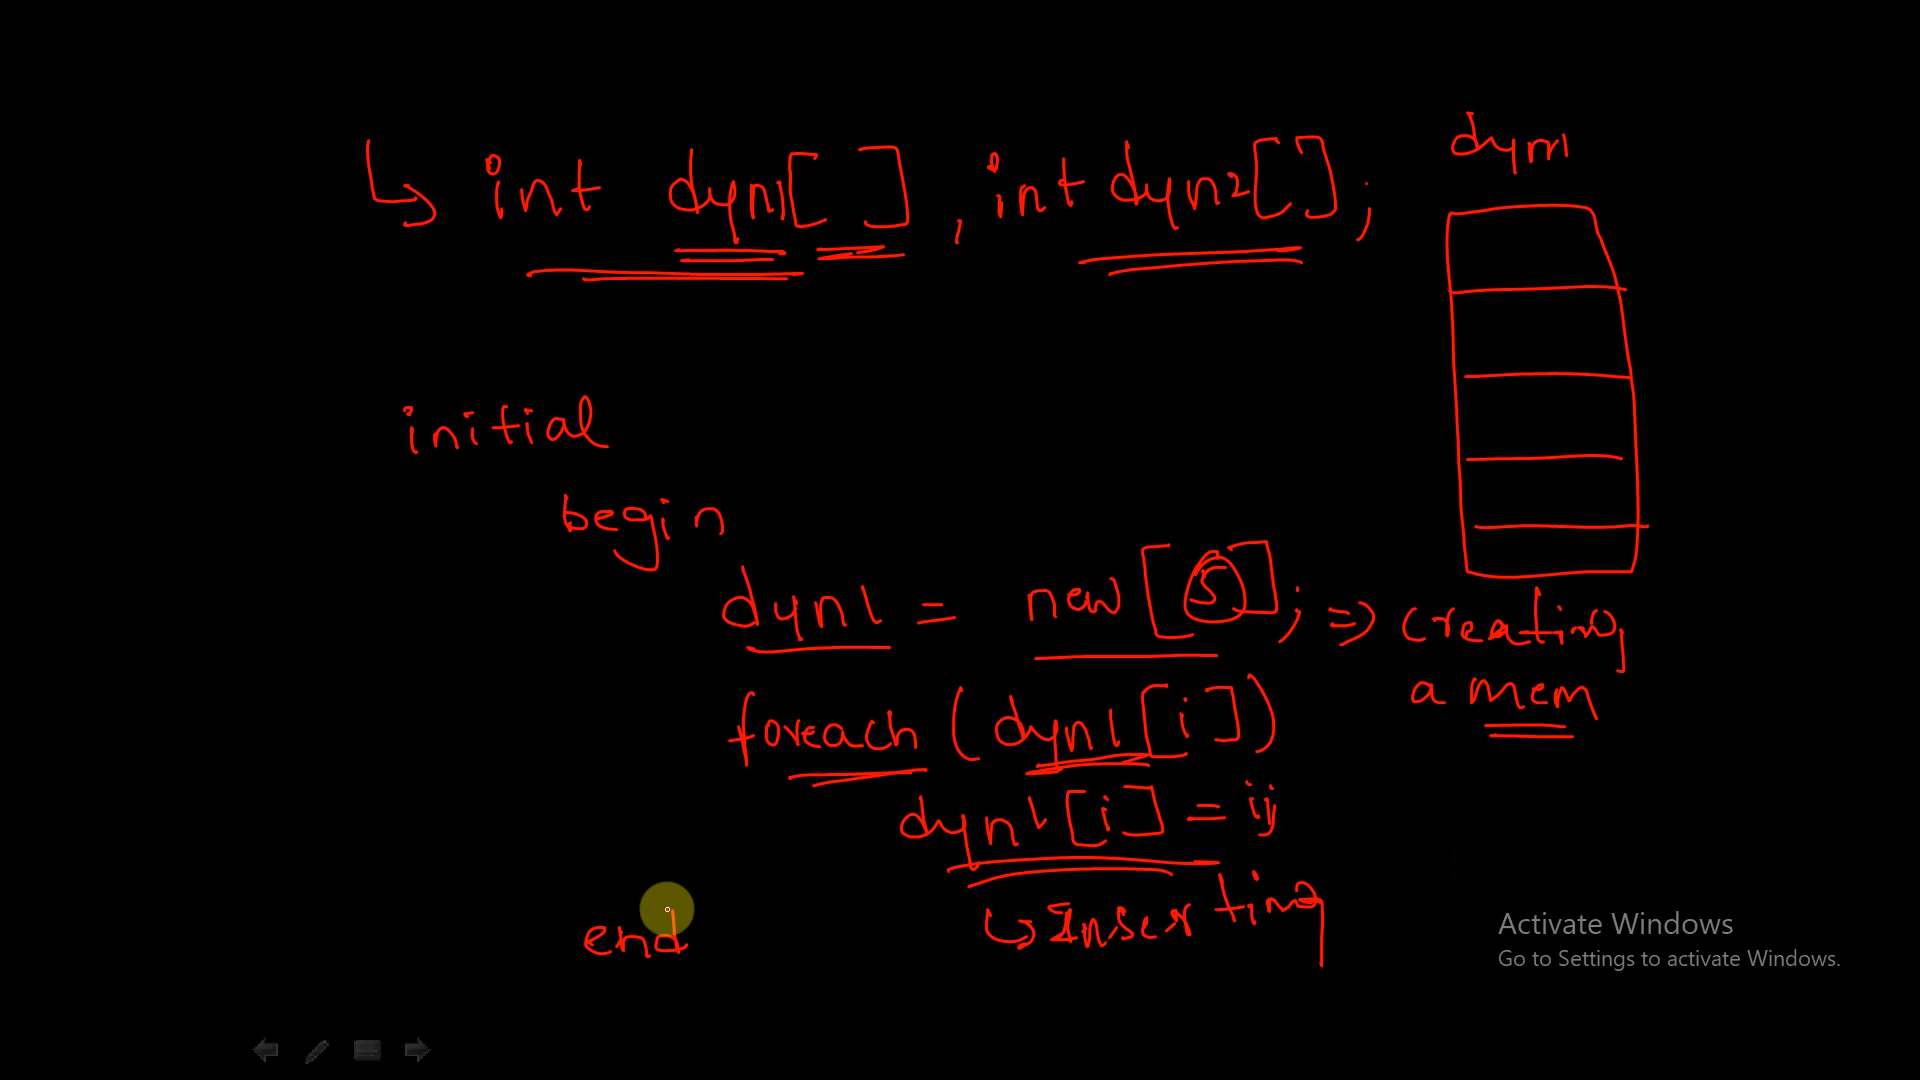 ↳ int dyn1[ ], int dyn2[ ];
dyn1
initial
begin
dyn1 = new[5]; => creating
a mem
foreach (dyn1[i])
dyn1[i] = i;
↳ Inserting
end
Activate Windows
Go to Settings to activate Windows.